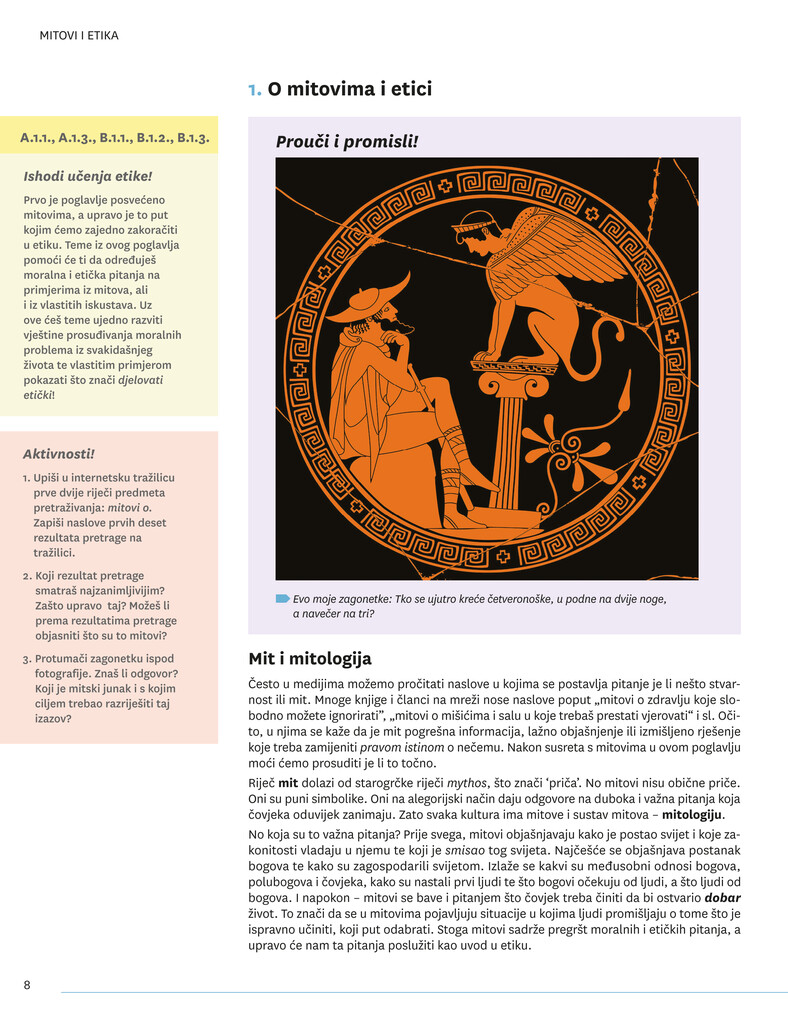 MITOVI I ETIKA
1. O mitovima i etici
A.1.1., A.1.3., B.1.1., B.1.2., B.1.3.
Ishodi učenja etike!
Prvo je poglavlje posvećeno
mitovima, a upravo je to put
kojim ćemo zajedno zakoračiti
u etiku. Teme iz ovog poglavlja
pomoći će ti da određuješ
moralna i etička pitanja na
primjerima iz mitova, ali
i iz vlastitih iskustava. Uz
ove ćeš teme ujedno razviti
vještine prosuđivanja moralnih
problema iz svakidašnjeg
života te vlastitim primjerom
pokazati što znači djelovati
etički!
Aktivnosti!
1. Upiši u internetsku tražilicu
prve dvije riječi predmeta
pretraživanja: mitovi o.
Zapiši naslove prvih deset
rezultata pretrage na
tražilici.
2. Koji rezultat pretrage
smatraš najzanimljivijim?
Zašto upravo taj? Možeš li
prema rezultatima pretrage
objasniti što su to mitovi?
3. Protumači zagonetku ispod
fotografije. Znaš li odgovor?
Koji je mitski junak i s kojim
ciljem trebao razriješiti taj
izazov?
Prouči i promisli!
Evo moje zagonetke: Tko se ujutro kreće četveronoške, u podne na dvije noge,
a navečer na tri?
Mit i mitologija
Često u medijima možemo pročitati naslove u kojima se postavlja pitanje je li nešto stvar-
nost ili mit. Mnoge knjige i članci na mreži nose naslove poput „mitovi o zdravlju koje slo-
bodno možete ignorirati”, „mitovi o mišićima i salu u koje trebaš prestati vjerovati“ i sl. Oči-
to, u njima se kaže da je mit pogrešna informacija, lažno objašnjenje ili izmišljeno rješenje
koje treba zamijeniti pravom istinom o nečemu. Nakon susreta s mitovima u ovom poglavlju
moći ćemo prosuditi je li to točno.
Riječ mit dolazi od starogrčke riječi mythos, što znači ‘priča’. No mitovi nisu obične priče.
Oni su puni simbolike. Oni na alegorijski način daju odgovore na duboka i važna pitanja koja
čovjeka oduvijek zanimaju. Zato svaka kultura ima mitove i sustav mitova – mitologiju.
No koja su to važna pitanja? Prije svega, mitovi objašnjavaju kako je postao svijet i koje za-
konitosti vladaju u njemu te koji je smisao tog svijeta. Najčešće se objašnjava postanak
bogova te kako su zagospodarili svijetom. Izlaže se kakvi su međusobni odnosi bogova,
polubogova i čovjeka, kako su nastali prvi ljudi te što bogovi očekuju od ljudi, a što ljudi od
bogova. I napokon – mitovi se bave i pitanjem što čovjek treba činiti da bi ostvario dobar
život. To znači da se u mitovima pojavljuju situacije u kojima ljudi promišljaju o tome što je
ispravno učiniti, koji put odabrati. Stoga mitovi sadrže pregršt moralnih i etičkih pitanja, a
upravo će nam ta pitanja poslužiti kao uvod u etiku.
8